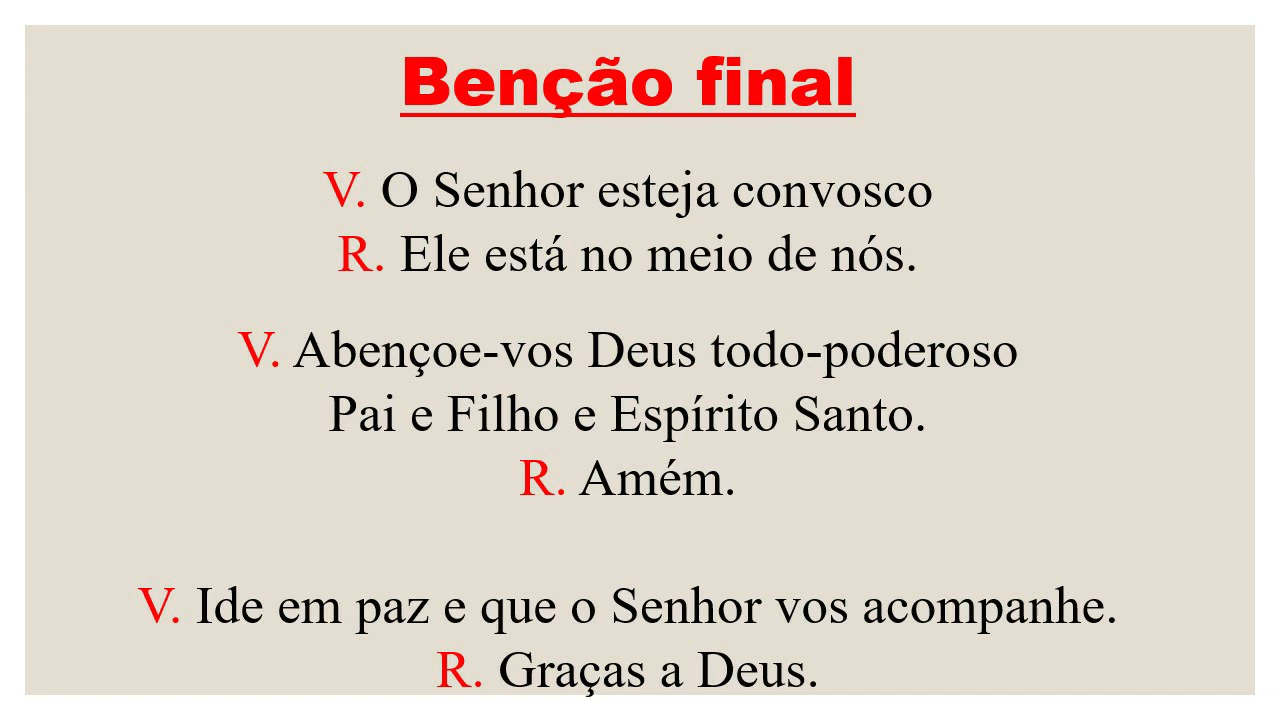 Benção final
V. O Senhor esteja convosco
R. Ele está no meio de nós.
V. Abençoe-vos Deus todo-poderoso
Pai e Filho e Espírito Santo.
R. Amém.
V. Ide em paz e que o Senhor vos acompanhe.
R. Graças a Deus.